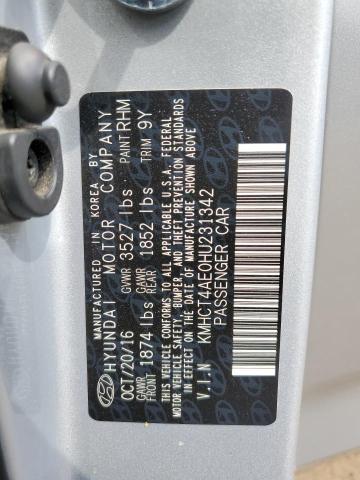 MANUFACTURED IN KOREA BY
HYUNDAI MOTOR COMPANY
OCT/20/16 GVWR 3527 lbs PAINT RHM
GAWR FRONT 1874 lbs GAWR REAR 1852 lbs TRIM 9Y
THIS VEHICLE CONFORMS TO ALL APPLICABLE U.S.A. FEDERAL
MOTOR VEHICLE SAFETY, BUMPER, AND THEFT PREVENTION STANDARDS
IN EFFECT ON THE DATE OF MANUFACTURE SHOWN ABOVE
V.I.N KMHCT4AE0HU231342
PASSENGER CAR